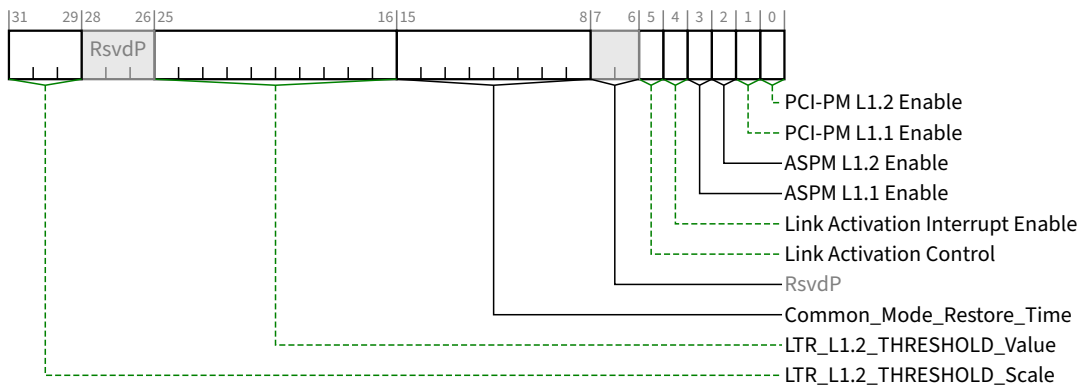 31 29 28 26 25 16 15 8 7 6 5 4 3 2 1 0
RsvdP
PCI-PM L1.2 Enable
PCI-PM L1.1 Enable
ASPM L1.2 Enable
ASPM L1.1 Enable
Link Activation Interrupt Enable
Link Activation Control
RsvdP
Common_Mode_Restore_Time
LTR_L1.2_THRESHOLD_Value
LTR_L1.2_THRESHOLD_Scale